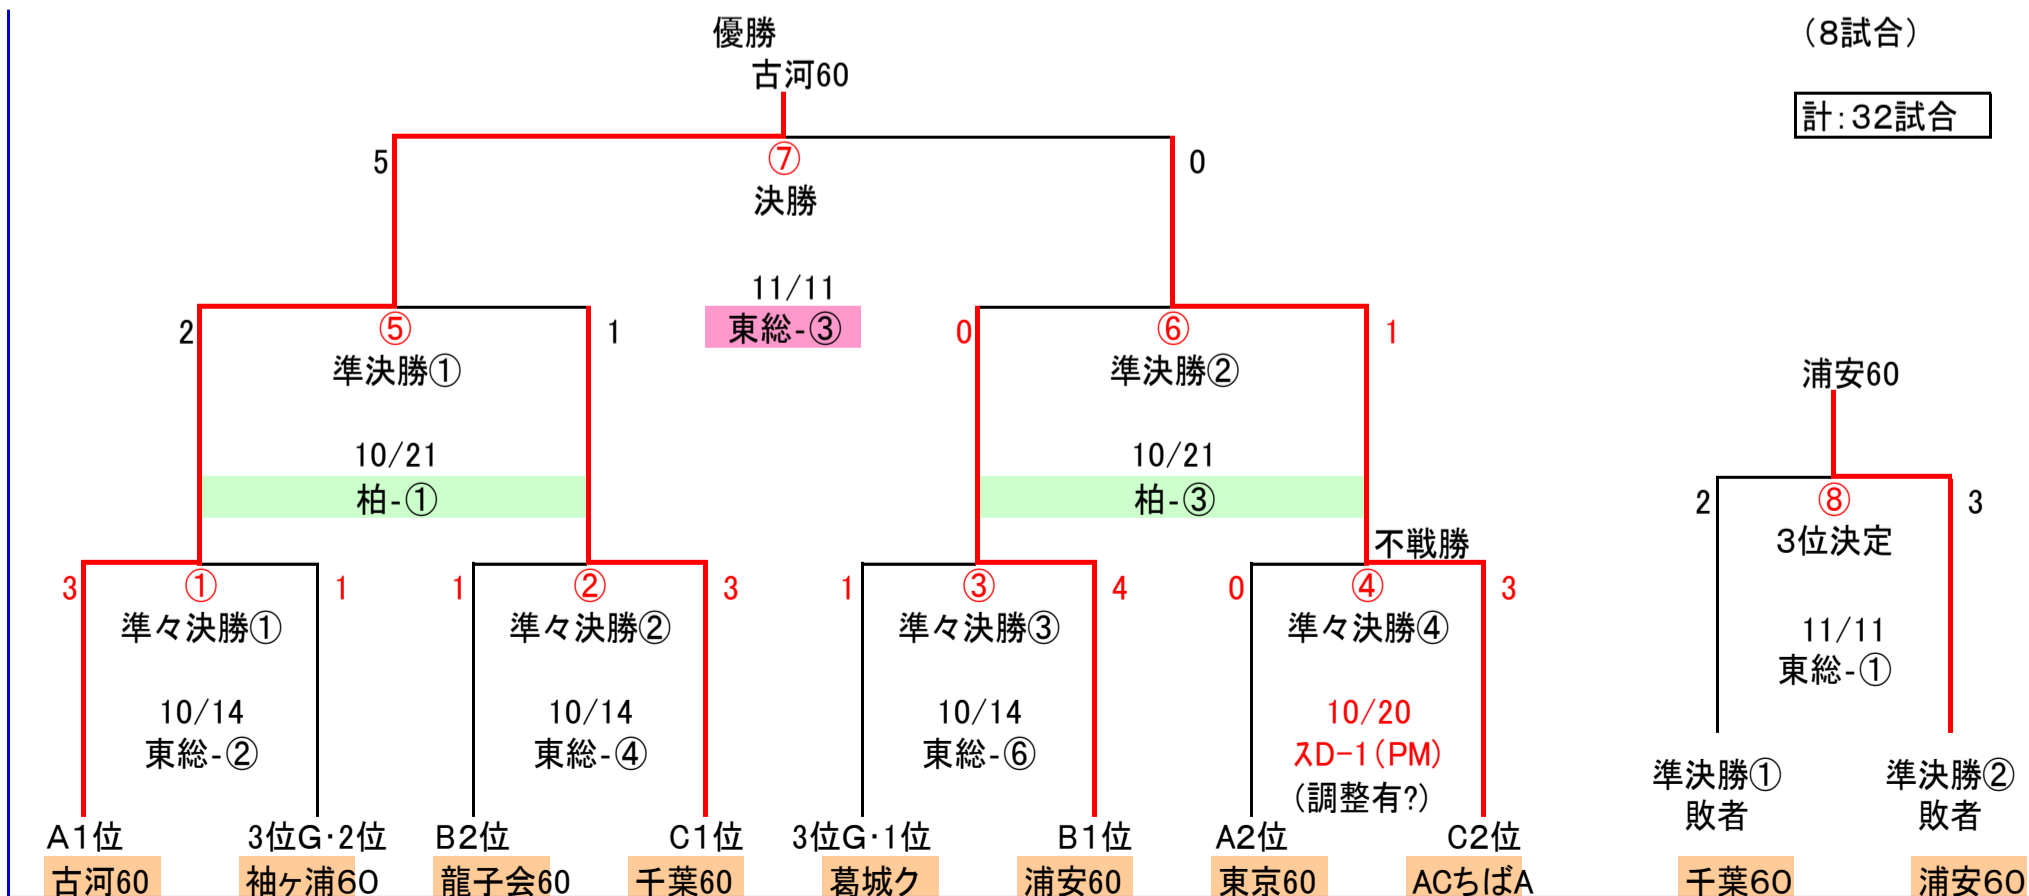 優勝
古河60
(8試合)
計:32試合
5
⑦
0
決勝
11/11
東総-③
2
⑤
1
準決勝①
10/21
柏-①
0
⑥
1
準決勝②
10/21
柏-③
浦安60
2
⑧
3
3位決定
11/11
東総-①
準決勝①
敗者
準決勝②
敗者
千葉60
浦安60
3
①
1
準々決勝①
10/14
東総-②
1
②
3
準々決勝②
10/14
東総-④
1
③
4
準々決勝③
10/14
東総-⑥
不戦勝
0
④
3
準々決勝④
10/20
スD-1(PM)
(調整有?)
A1位
3位G・2位
B2位
C1位
3位G・1位
B1位
A2位
C2位
古河60
袖ヶ浦60
龍子会60
千葉60
葛城ク
浦安60
東京60
ACちばA